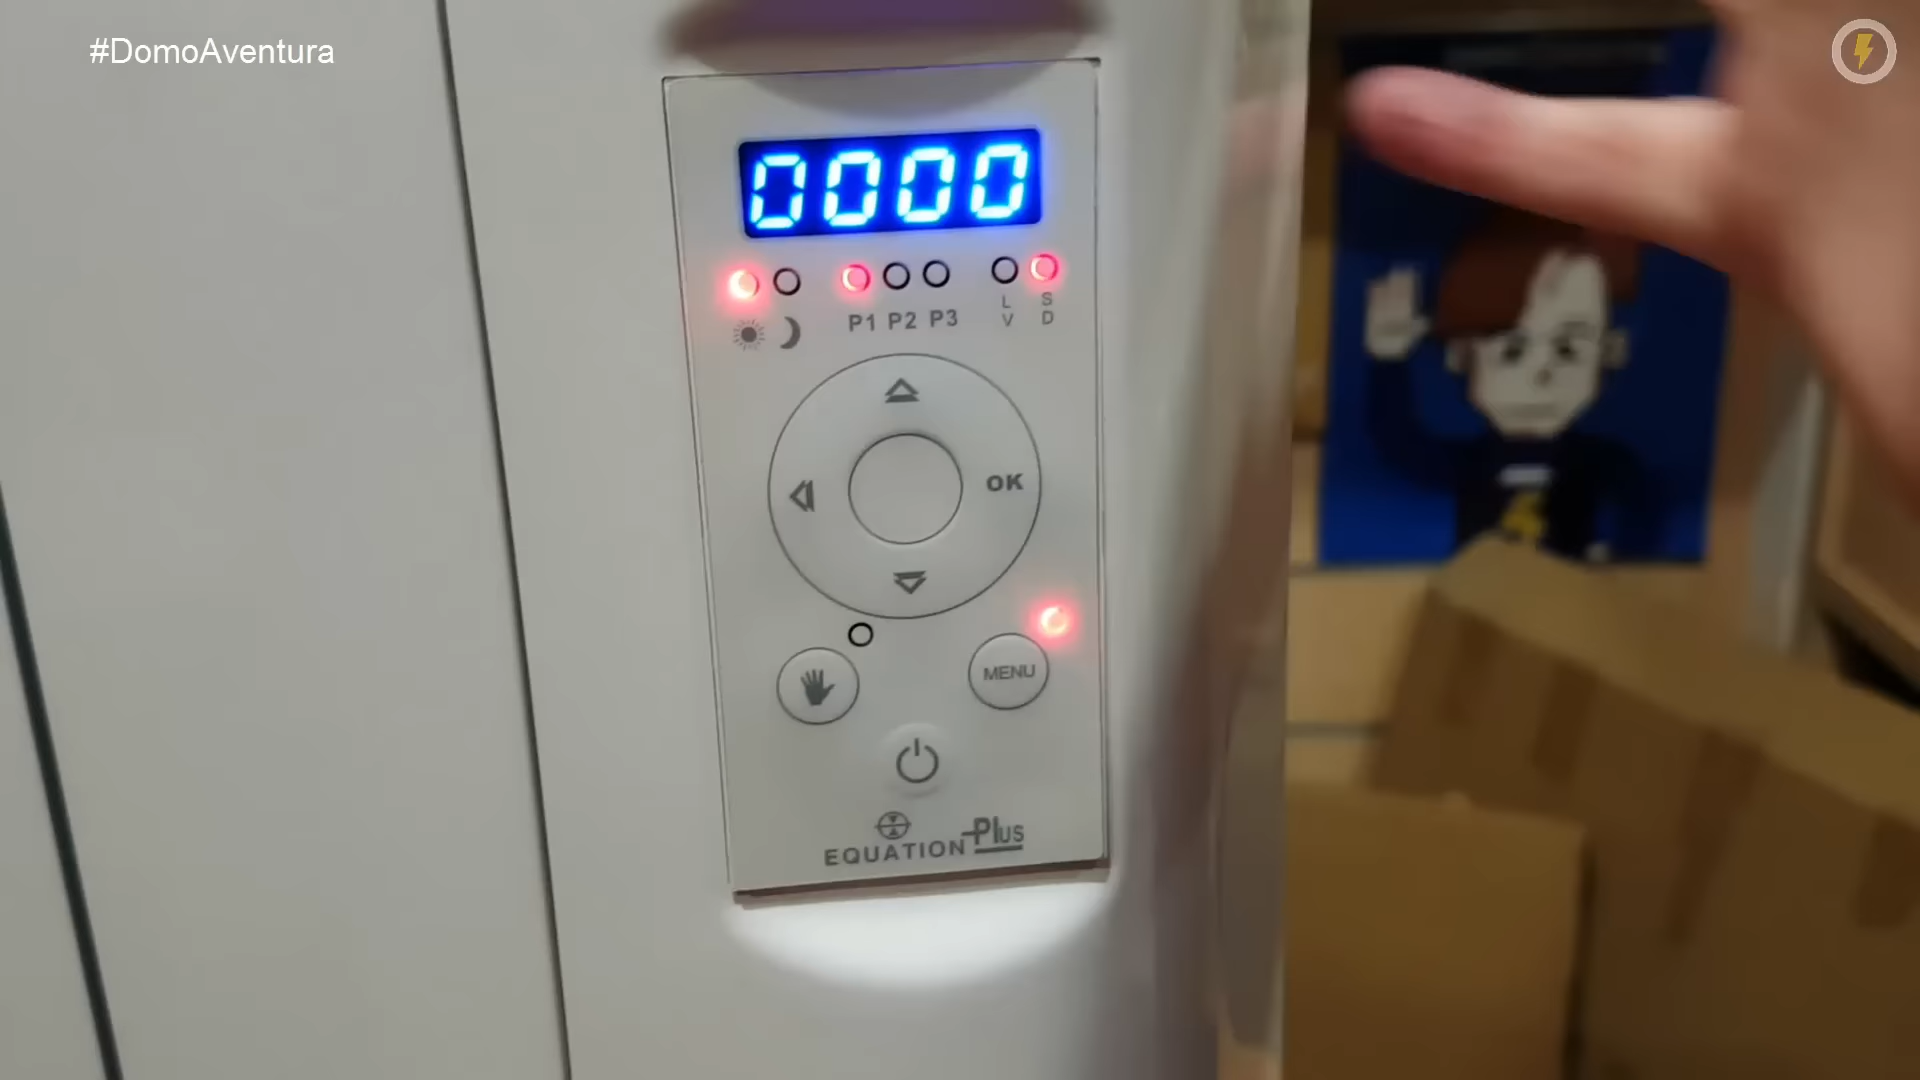 #DomoAventura
0000
P1 P2 P3
L
V
S
D
OK
MENU
EQUATION Plus